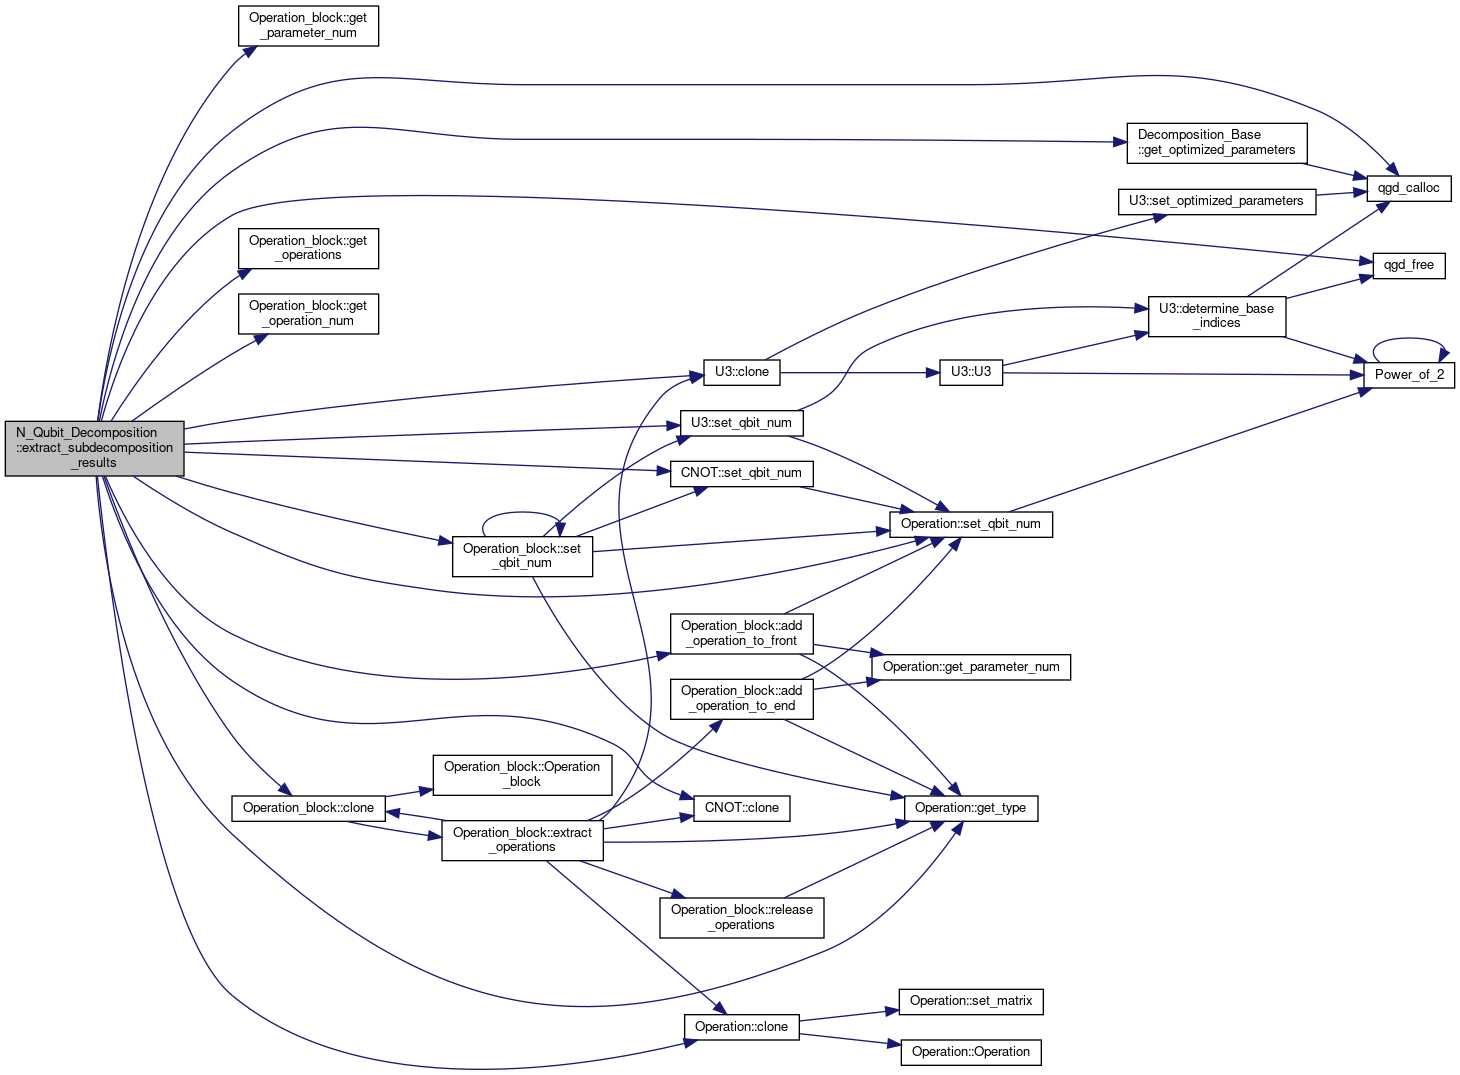 Operation_block::get
_parameter_num
Decomposition_Base
::get_optimized_parameters
qgd_calloc
U3::set_optimized_parameters
Operation_block::get
_operations
qgd_free
Operation_block::get
_operation_num
U3::determine_base
_indices
U3::clone
U3::U3
Power_of_2
U3::set_qbit_num
N_Qubit_Decomposition
::extract_subdecomposition
_results
CNOT::set_qbit_num
Operation::set_qbit_num
Operation_block::set
_qbit_num
Operation_block::add
_operation_to_front
Operation::get_parameter_num
Operation_block::add
_operation_to_end
Operation_block::Operation
_block
Operation_block::clone
CNOT::clone
Operation::get_type
Operation_block::extract
_operations
Operation_block::release
_operations
Operation::set_matrix
Operation::clone
Operation::Operation